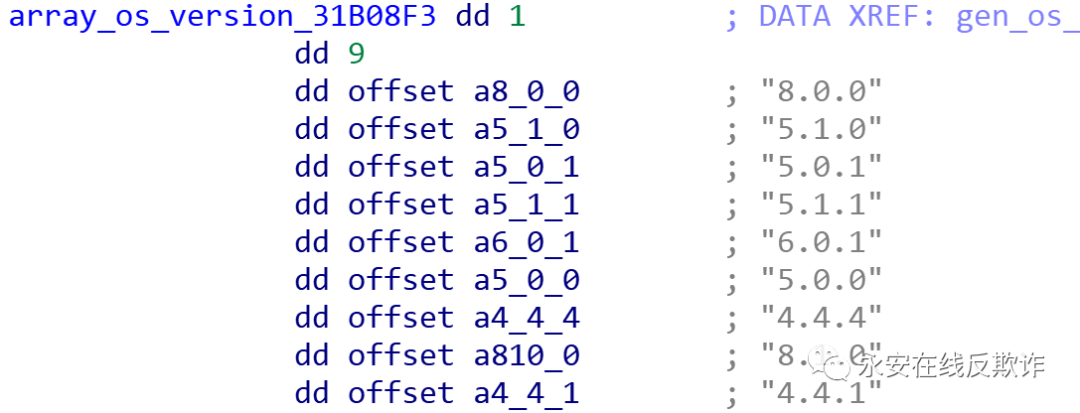 array_os_version_31B08F3 dd 1 ; DATA XREF: gen_os_
dd 9
dd offset a8_0_0 ; "8.0.0"
dd offset a5_1_0 ; "5.1.0"
dd offset a5_0_1 ; "5.0.1"
dd offset a5_1_1 ; "5.1.1"
dd offset a6_0_1 ; "6.0.1"
dd offset a5_0_0 ; "5.0.0"
dd offset a4_4_4 ; "4.4.4"
dd offset a810_0 ; "8. 0"
永安在线反欺诈
dd offset a4_4_1 ; "4.4.1"